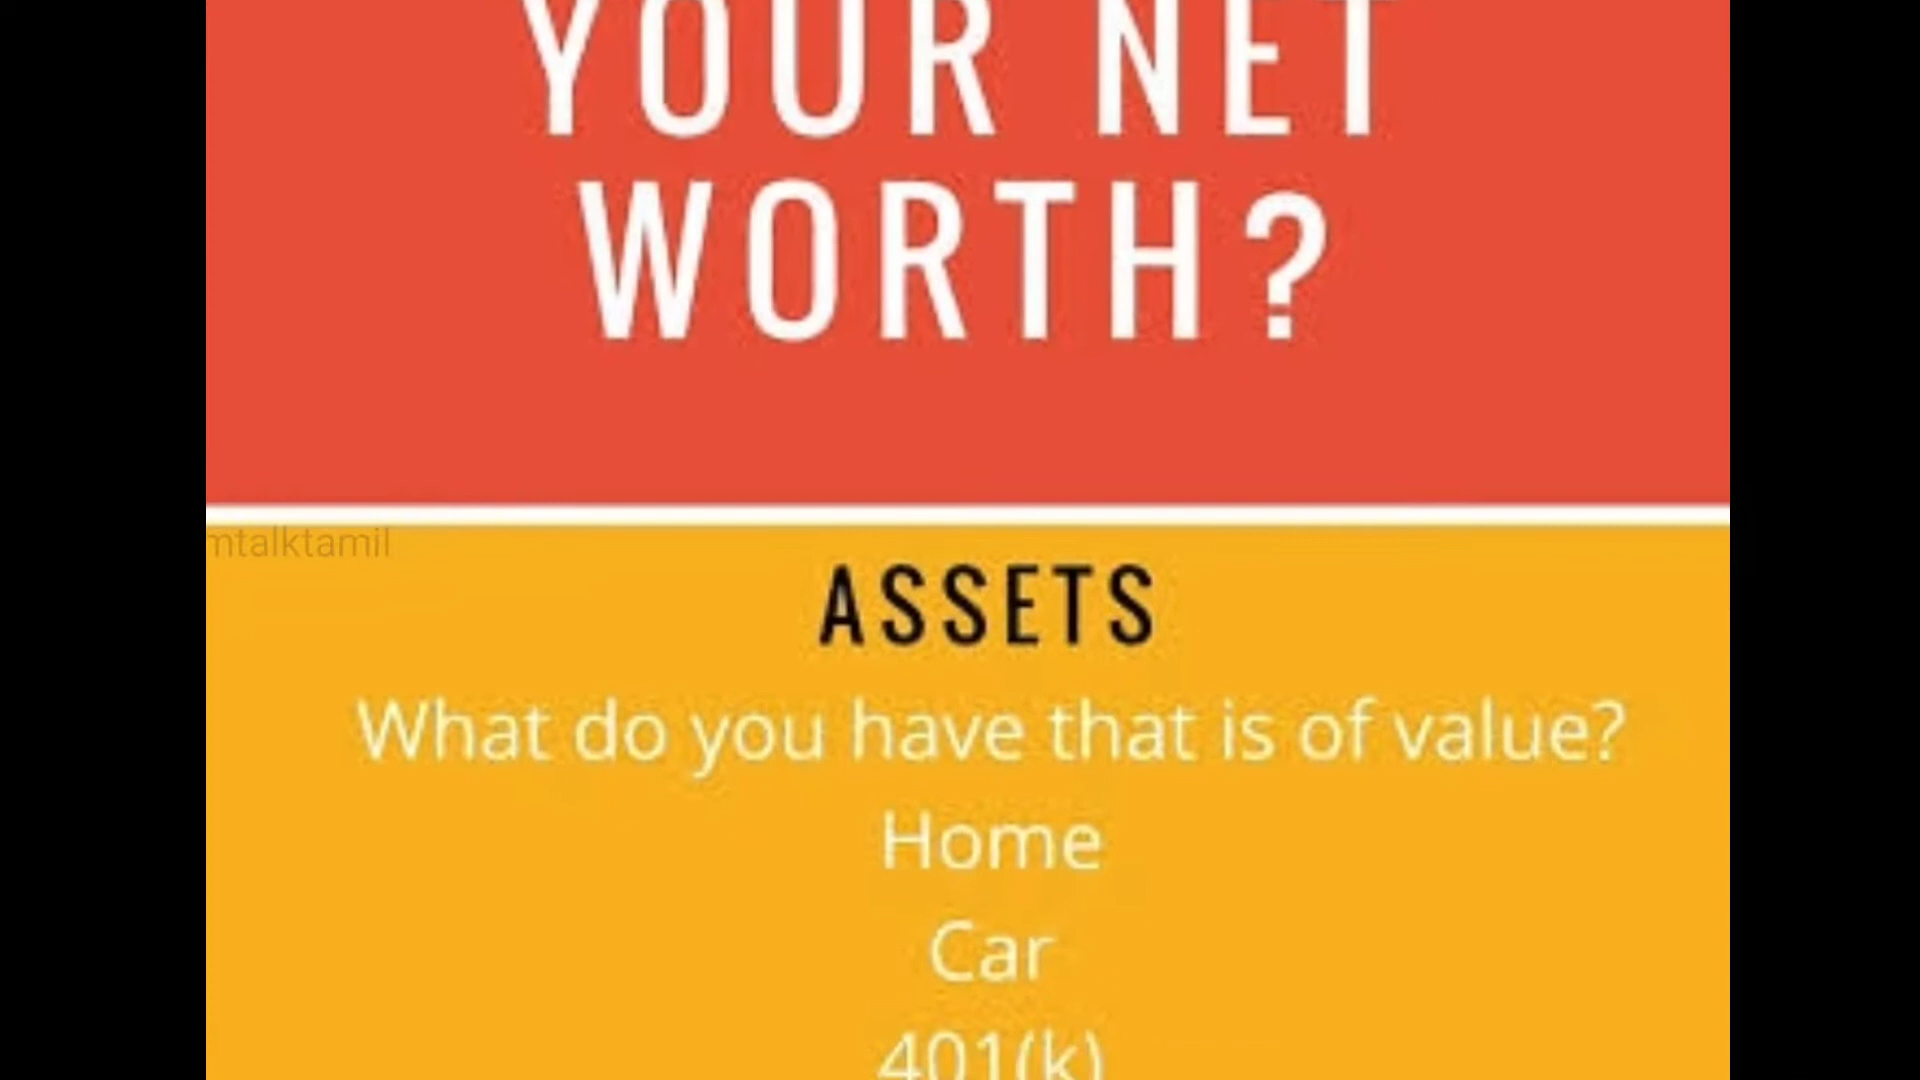 YOUR NET
WORTH?
mtalktamil
ASSETS
What do you have that is of value?
Home
Car
401(k)